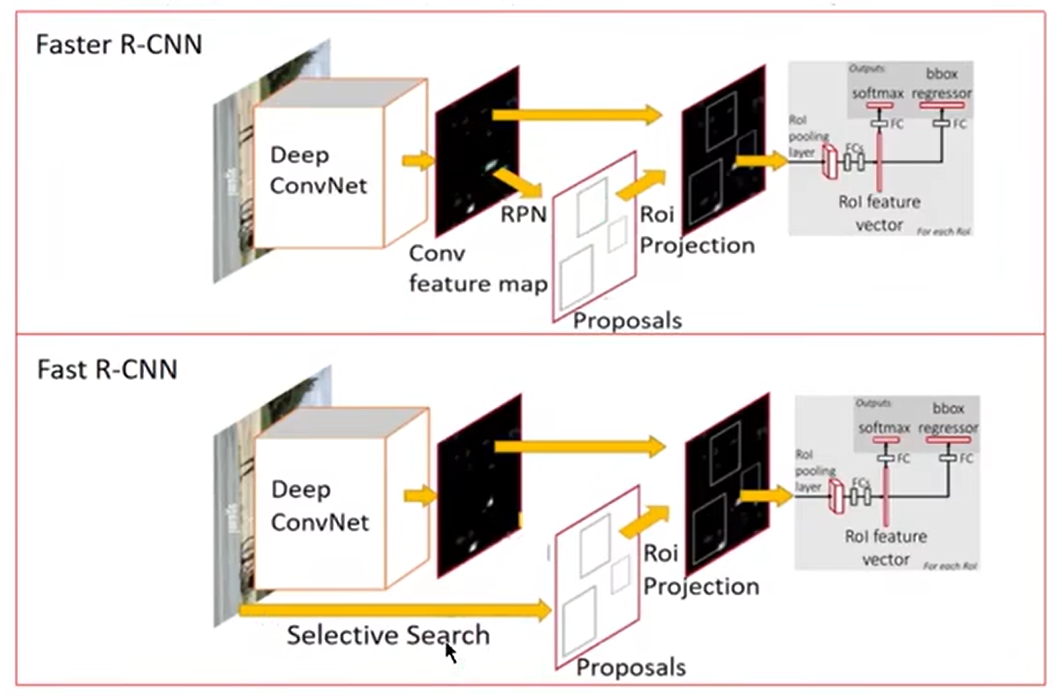 Faster R-CNN
Deep
ConvNet
Conv
feature map
RPN
Proposals
Roi
Projection
RoI
pooling
layer
FCs
Outputs:
softmax
bbox
regressor
FC
FC
RoI feature
vector
For each RoI
Fast R-CNN
Deep
ConvNet
Selective Search
Proposals
Roi
Projection
RoI
pooling
layer
FCs
Outputs:
softmax
bbox
regressor
FC
FC
RoI feature
vector
For each RoI